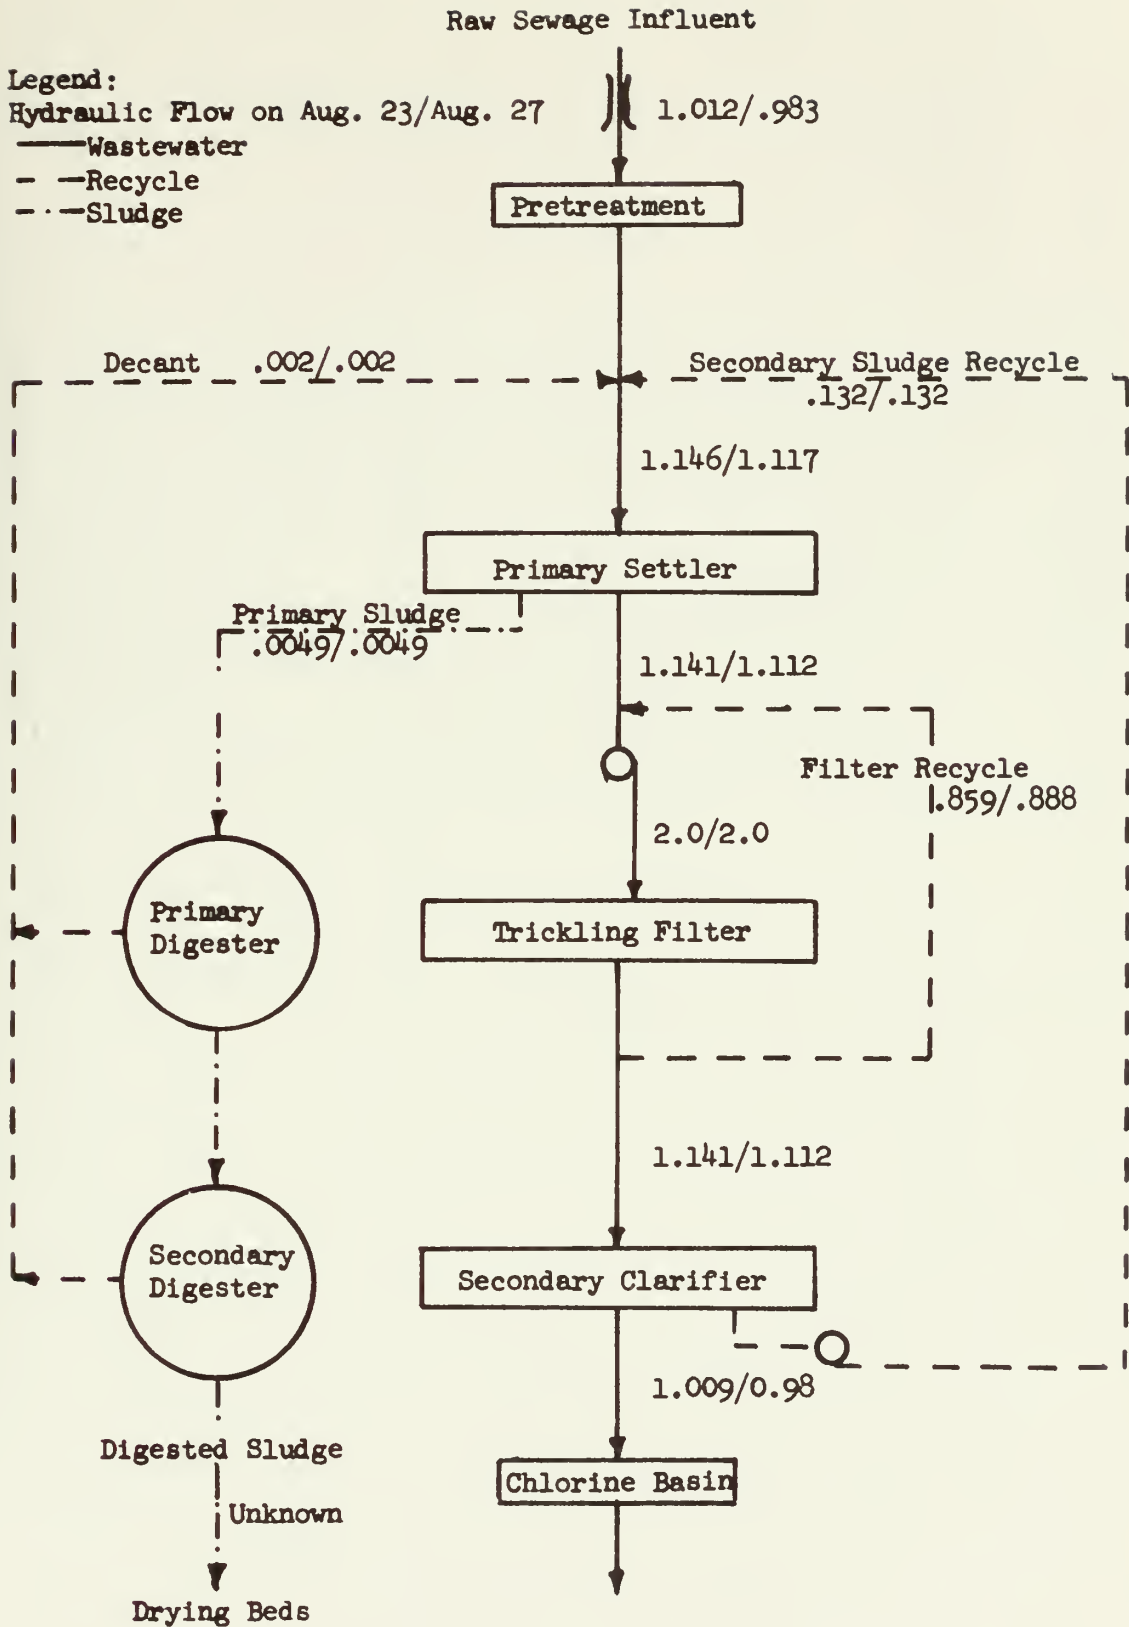 Raw Sewage Influent
Legend:
Hydraulic Flow on Aug. 23/Aug. 27
Wastewater
Recycle
Sludge
1.012/.983
Pretreatment
Decant .002/.002
Secondary Sludge Recycle
.132/.132
1.146/1.117
Primary Settler
Primary Sludge
.0049/.0049
1.141/1.112
Filter Recycle
.859/.888
2.0/2.0
Primary
Digester
Trickling Filter
1.141/1.112
Secondary
Digester
Secondary Clarifier
1.009/0.98
Digested Sludge
Chlorine Basin
Unknown
Drying Beds